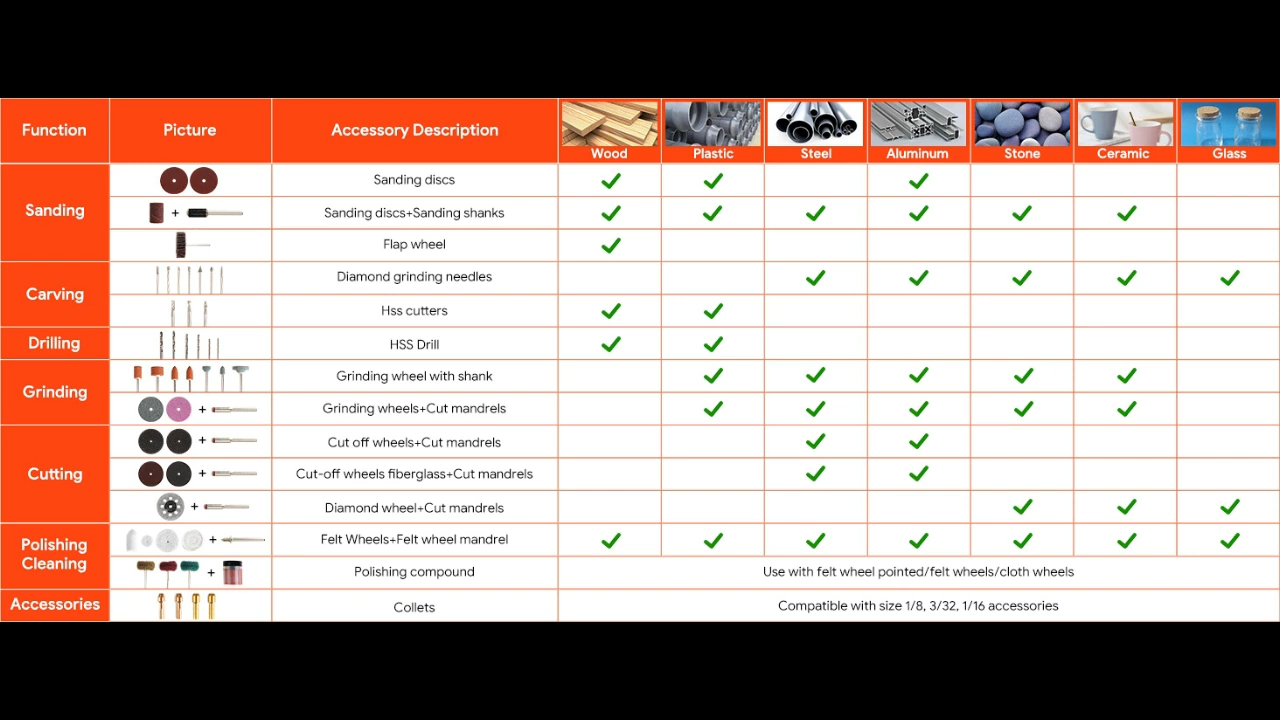 Function Picture Accessory Description Wood Plastic Steel Aluminum Stone Ceramic Glass
Sanding
Sanding discs
+ Sanding discs+Sanding shanks
Flap wheel
Carving
Diamond grinding needles
Hss cutters
Drilling HSS Drill
Grinding
Grinding wheel with shank
+ Grinding wheels+Cut mandrels
Cutting
+ Cut off wheels+Cut mandrels
+ Cut-off wheels fiberglass+Cut mandrels
+ Diamond wheel+Cut mandrels
Polishing
Cleaning
+ Felt Wheels+Felt wheel mandrel
+ Polishing compound Use with felt wheel pointed/felt wheels/cloth wheels
Accessories Collets Compatible with size 1/8, 3/32, 1/16 accessories